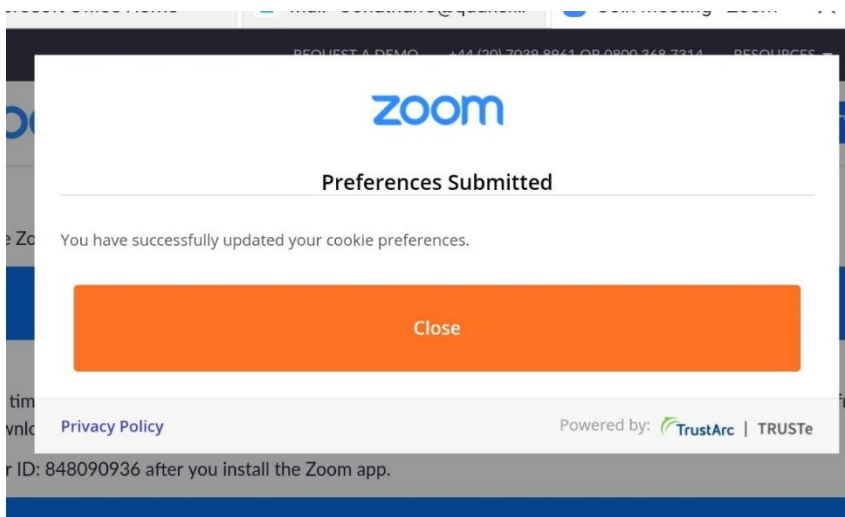 REQUEST A DEMO +44 (20) 7039 8961 OR 0800 368 7314 RESOURCES
zoom
Preferences Submitted
You have successfully updated your cookie preferences.
Close
Privacy Policy
Powered by: TrustArc | TRUSTe
ID: 848090936 after you install the Zoom app.